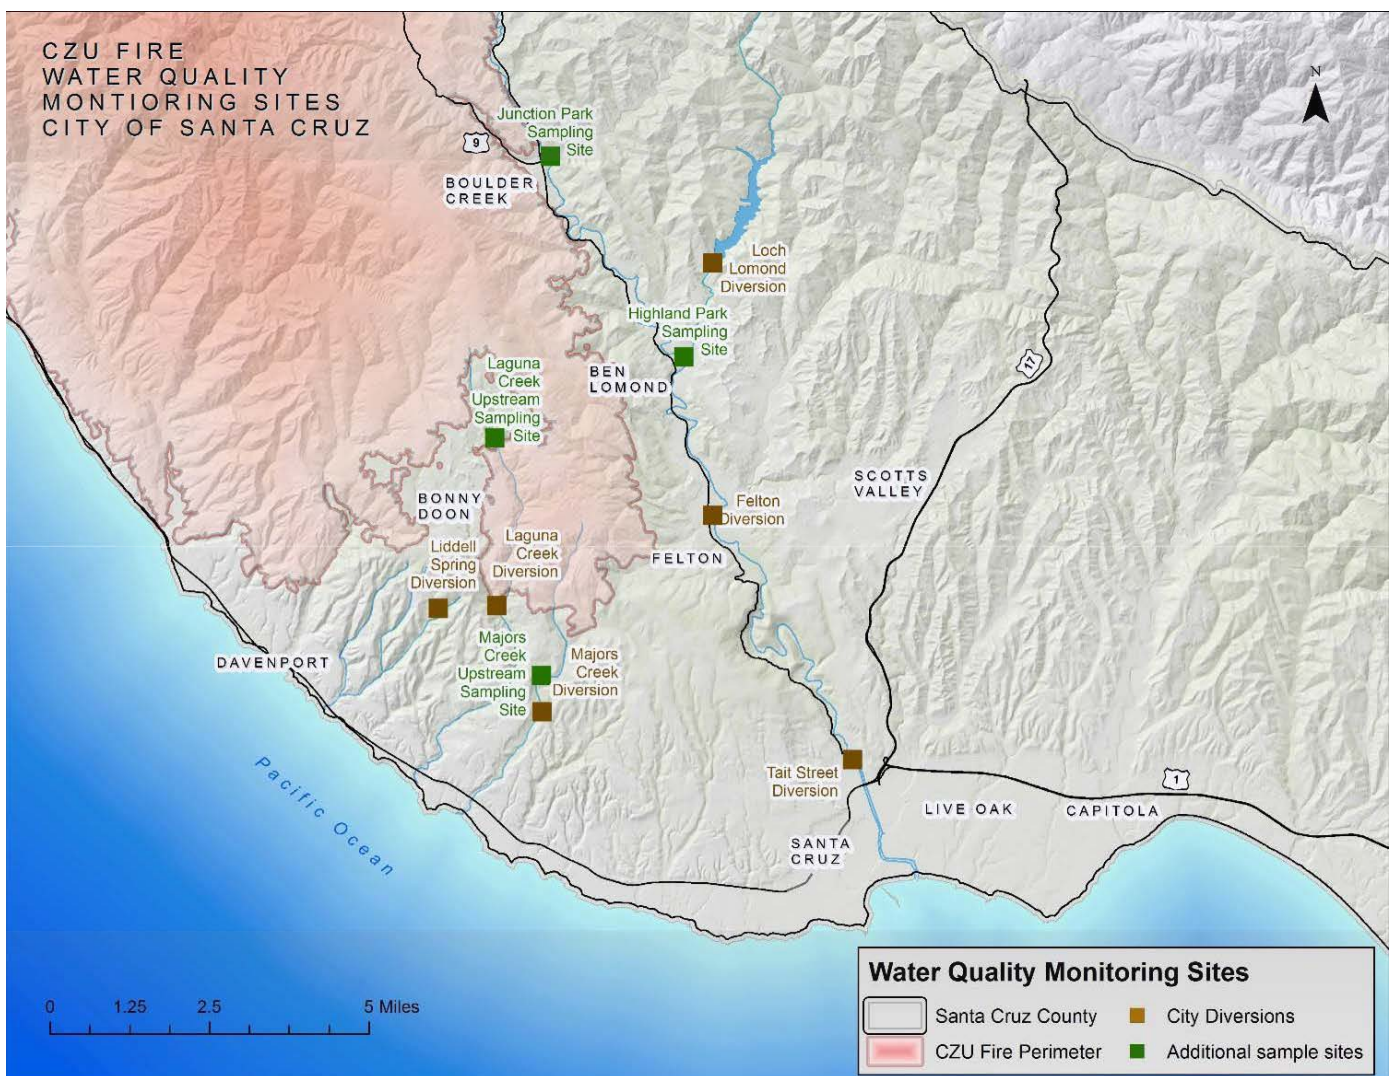 CZU FIRE
WATER QUALITY
MONTIORING SITES
CITY OF SANTA CRUZ
N
Junction Park
Sampling
Site
9
BOULDER
CREEK
Loch
Lomond
Diversion
Highland Park
Sampling
Site
17
Laguna
Creek
Upstream
Sampling
Site
BEN
LOMOND
SCOTTS
VALLEY
BONNY
DOON
Felton
Diversion
Liddell
Spring
Diversion
Laguna
Creek
Diversion
FELTON
DAVENPORT
Majors
Creek
Upstream
Sampling
Site
Majors
Creek
Diversion
Pacific Ocean
Tait Street
Diversion
1
LIVE OAK
CAPITOLA
SANTA
CRUZ
0 1.25 2.5 5 Miles
Water Quality Monitoring Sites
Santa Cruz County
City Diversions
CZU Fire Perimeter
Additional sample sites